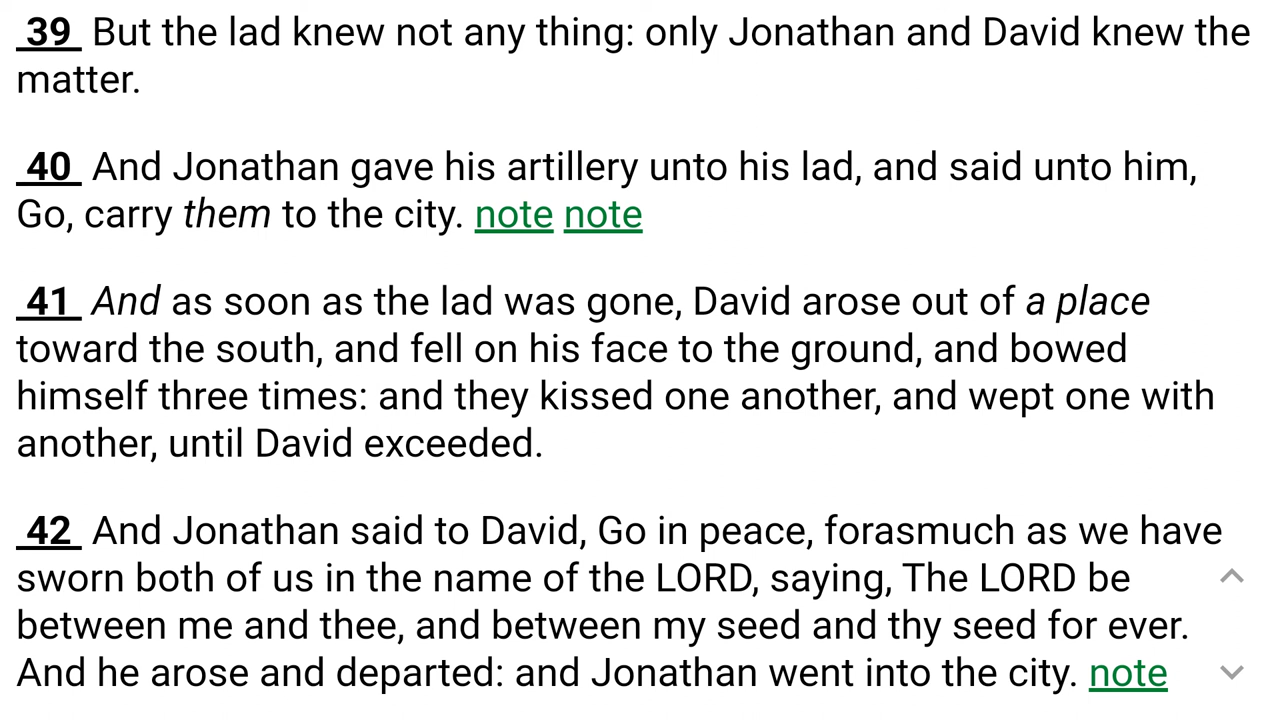 39 But the lad knew not any thing: only Jonathan and David knew the
matter.
40 And Jonathan gave his artillery unto his lad, and said unto him,
Go, carry them to the city. note note
41 And as soon as the lad was gone, David arose out of a place
toward the south, and fell on his face to the ground, and bowed
himself three times: and they kissed one another, and wept one with
another, until David exceeded.
42 And Jonathan said to David, Go in peace, forasmuch as we have
sworn both of us in the name of the LORD, saying, The LORD be
between me and thee, and between my seed and thy seed for ever.
And he arose and departed: and Jonathan went into the city. note